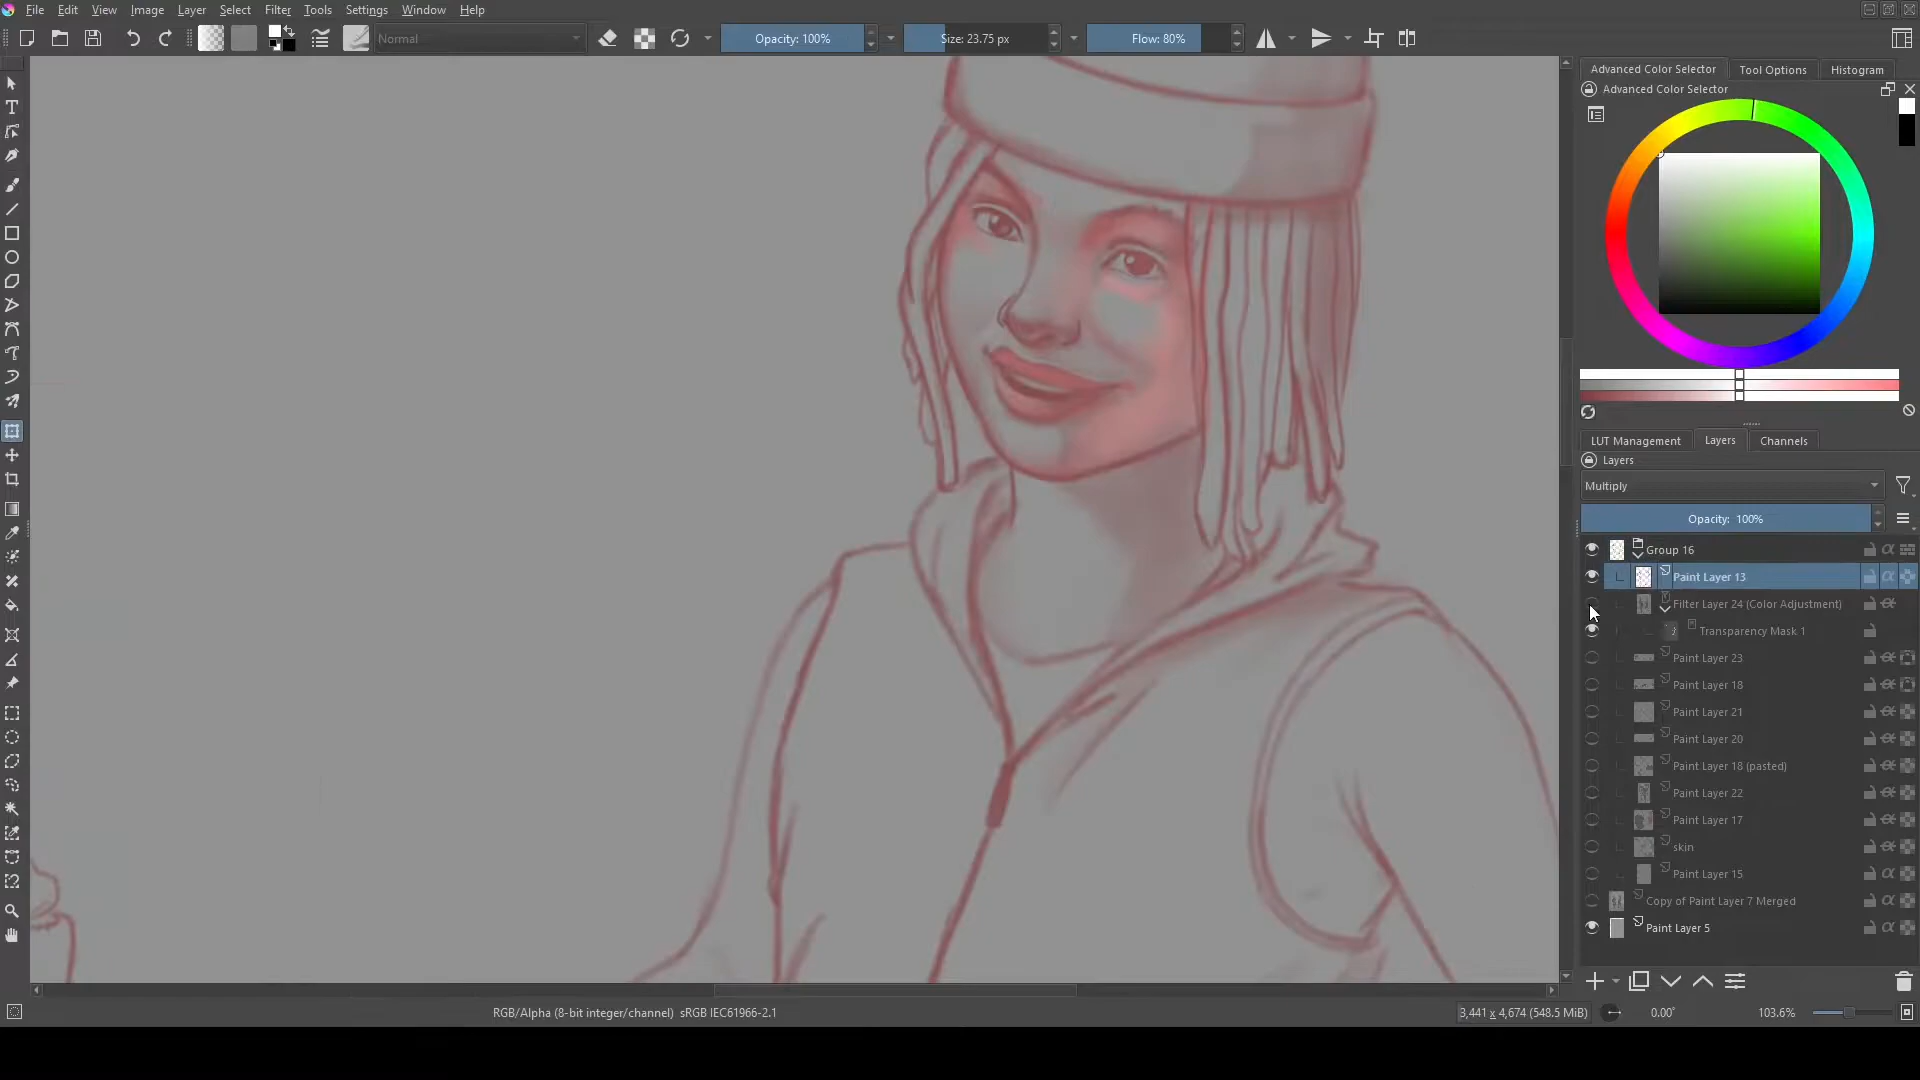 File Edit View Image Layer Select Filter Tools Settings Window Help
Normal Opacity: 100% Size: 23.75 px Flow: 80%
Advanced Color Selector Tool Options Histogram
Advanced Color Selector
LUT Management Layers Channels
Layers
Multiply
Opacity: 100%
Group 16
Paint Layer 13
Filter Layer 24 (Color Adjustment)
Transparency Mask 1
Paint Layer 23
Paint Layer 18
Paint Layer 21
Paint Layer 20
Paint Layer 18 (pasted)
Paint Layer 22
Paint Layer 17
skin
Paint Layer 15
Copy of Paint Layer 7 Merged
Paint Layer 5
RGB/Alpha (8-bit integer/channel) sRGB IEC61966-2.1 3,441 x 4,674 (548.5 MiB) 0.00° 103.6%